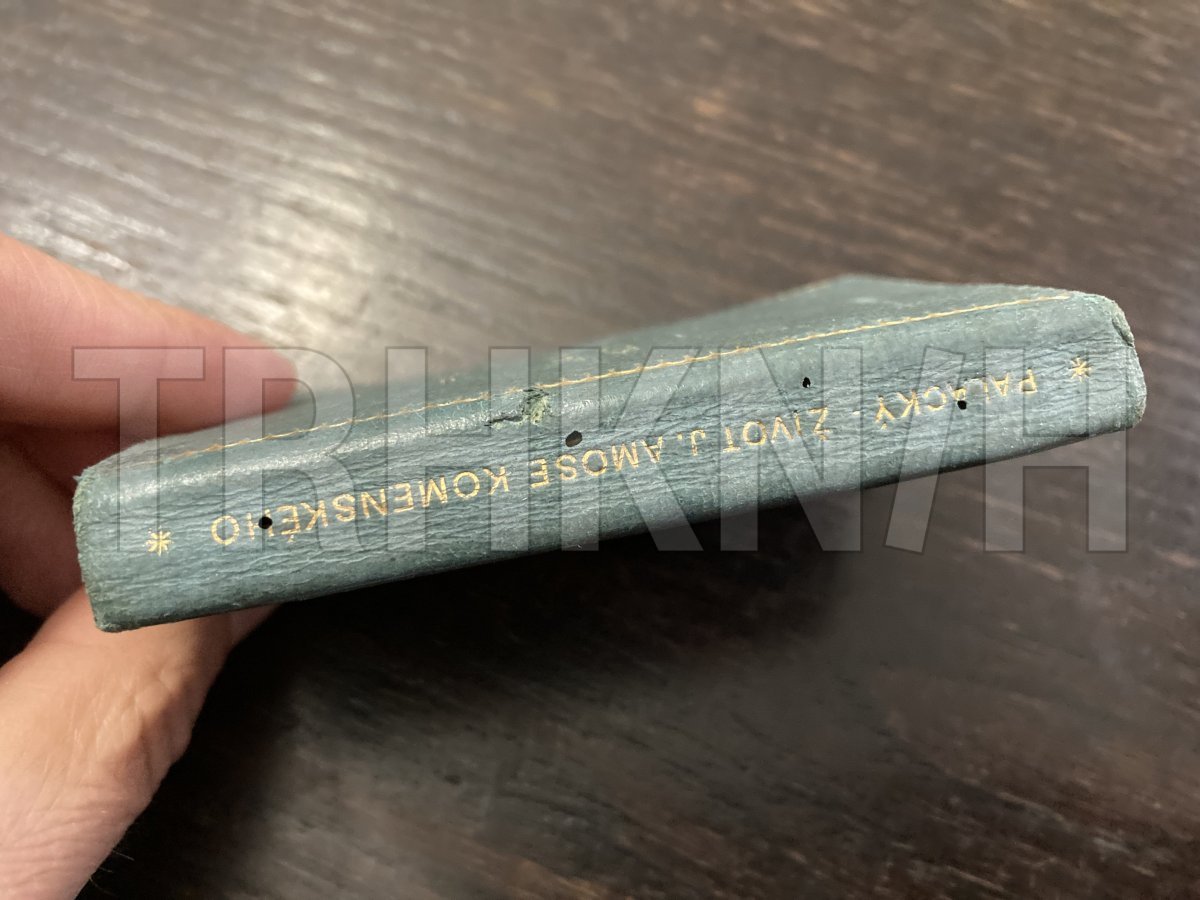 * PALACKÝ - ŽIVOT J. AMOSE KOMENSKÉHO *
TRHKNIH